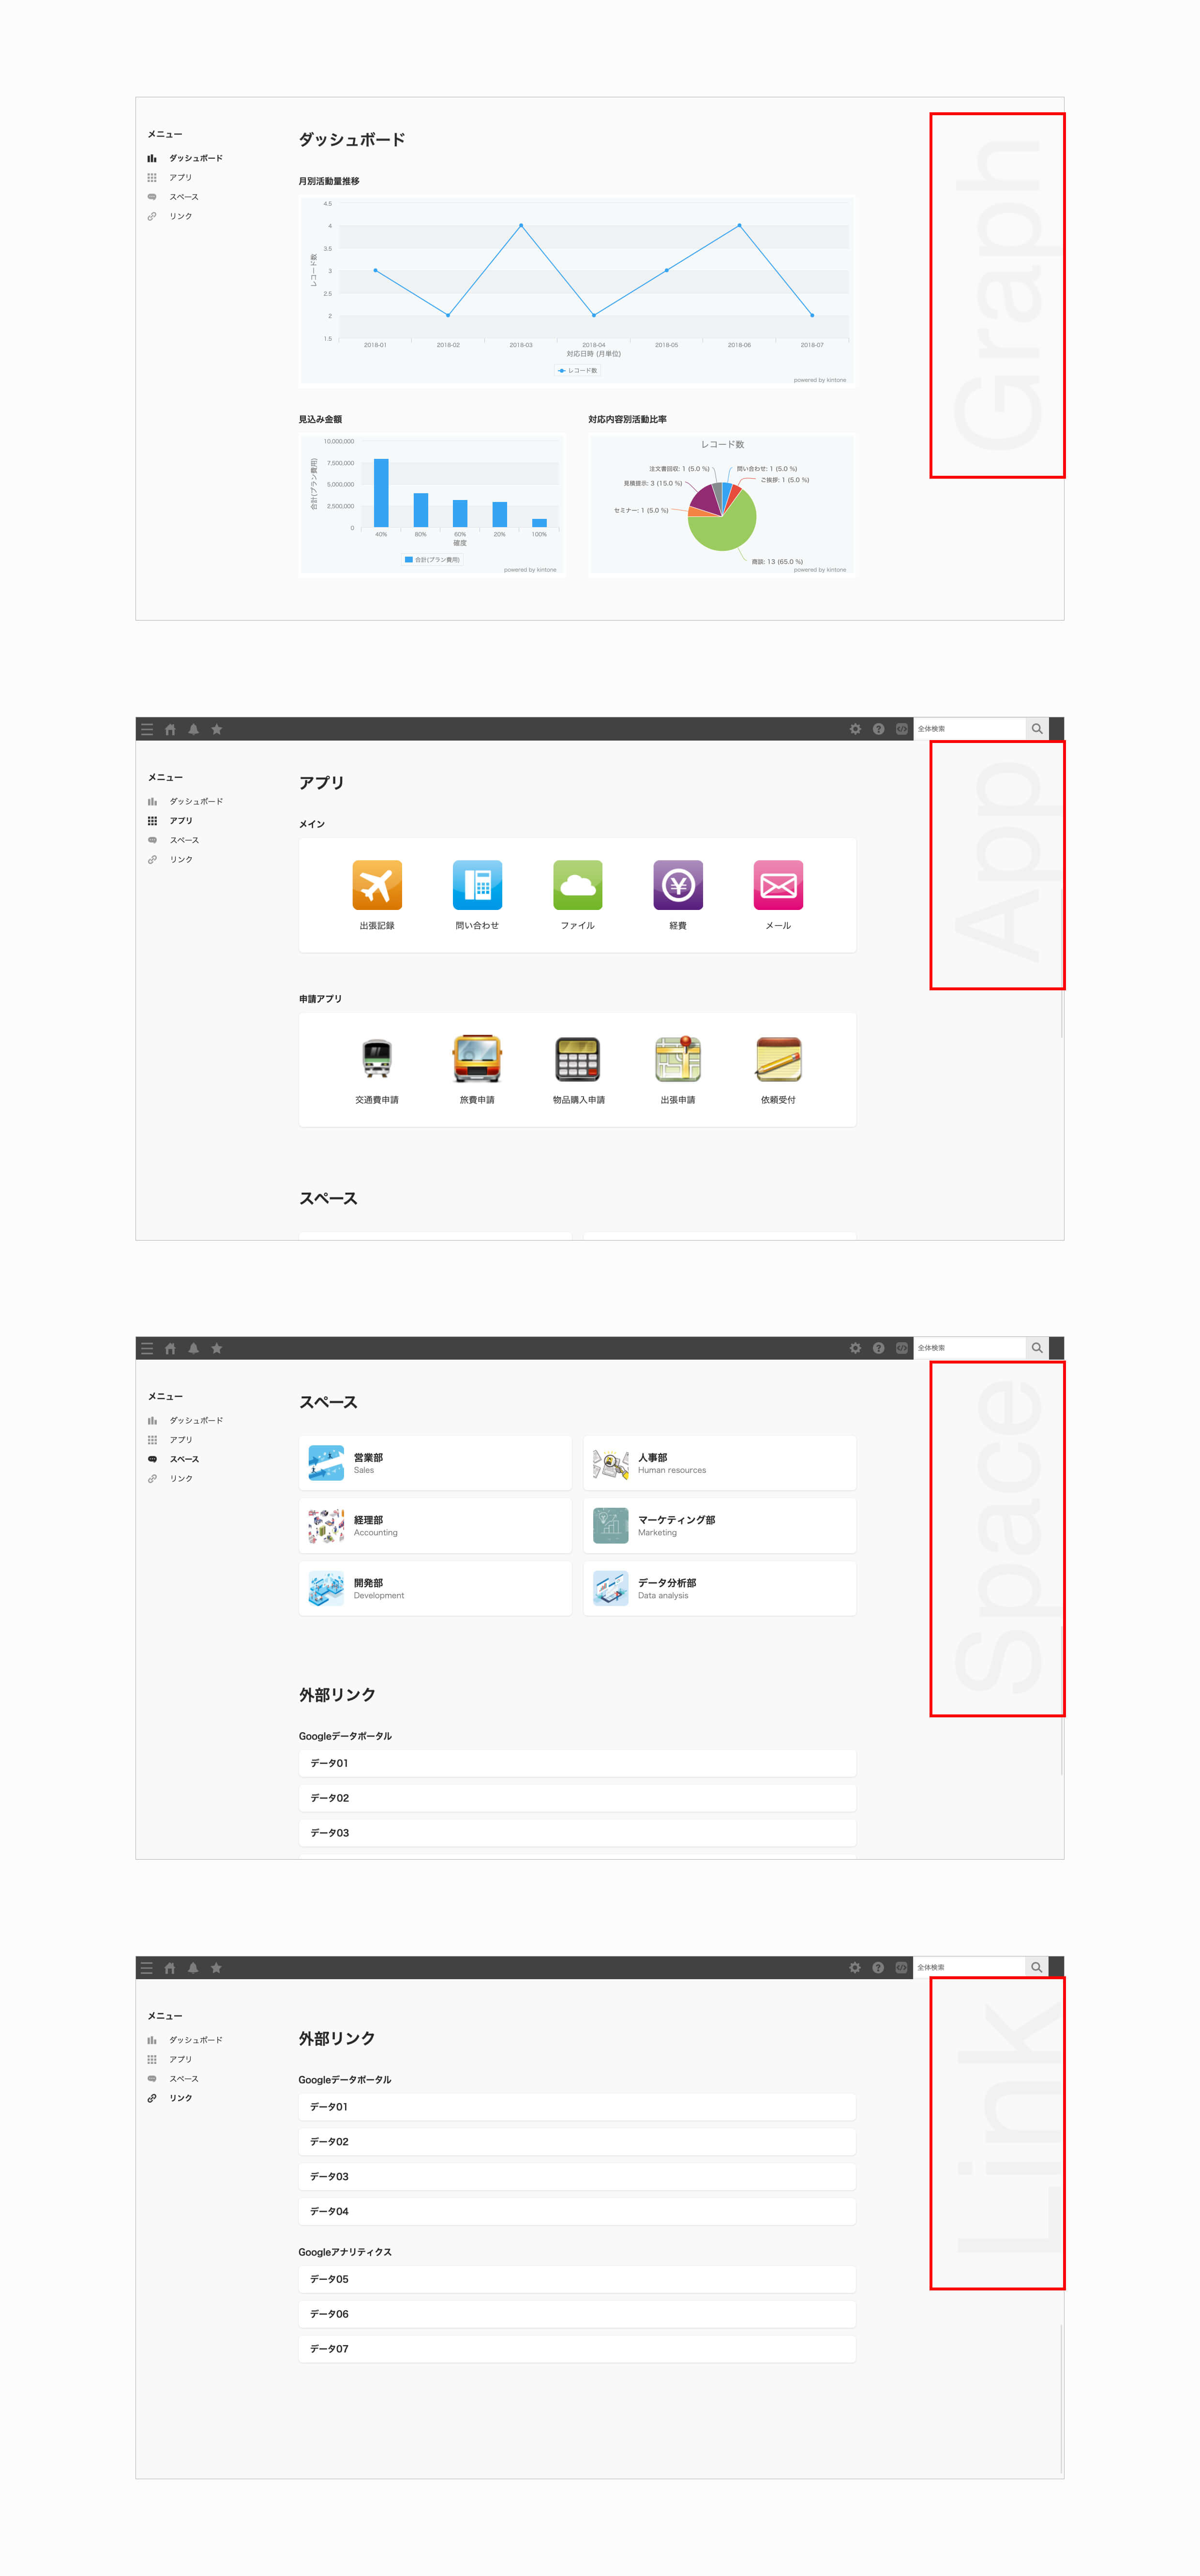 メニュー
ダッシュボード
アプリ
スペース
リンク
ダッシュボード
月別活動量推移
4.5
4
3.5
3
2.5
2
1.5
レコード数
2018-01
2018-02
2018-03
2018-04
2018-05
2018-06
2018-07
対応日時 (月単位)
レコード数
powered by kintone
見込み金額
10,000,000
7,500,000
5,000,000
2,500,000
0
合計(プラン費用)
40%
80%
60%
20%
100%
確度
合計(プラン費用)
powered by kintone
対応内容別活動比率
レコード数
注文書回収: 1 (5.0 %)
問い合わせ: 1 (5.0 %)
見積提示: 3 (15.0 %)
ご挨拶: 1 (5.0 %)
セミナー: 1 (5.0 %)
商談: 13 (65.0 %)
powered by kintone
Graph
全体検索
メニュー
ダッシュボード
アプリ
スペース
リンク
アプリ
メイン
出張記録
問い合わせ
ファイル
経費
メール
申請アプリ
交通費申請
旅費申請
物品購入申請
出張申請
依頼受付
スペース
App
全体検索
メニュー
ダッシュボード
アプリ
スペース
リンク
スペース
営業部
Sales
人事部
Human resources
経理部
Accounting
マーケティング部
Marketing
開発部
Development
データ分析部
Data analysis
外部リンク
Googleデータポータル
データ01
データ02
データ03
Space
全体検索
メニュー
ダッシュボード
アプリ
スペース
リンク
外部リンク
Googleデータポータル
データ01
データ02
データ03
データ04
Googleアナリティクス
データ05
データ06
データ07
Link